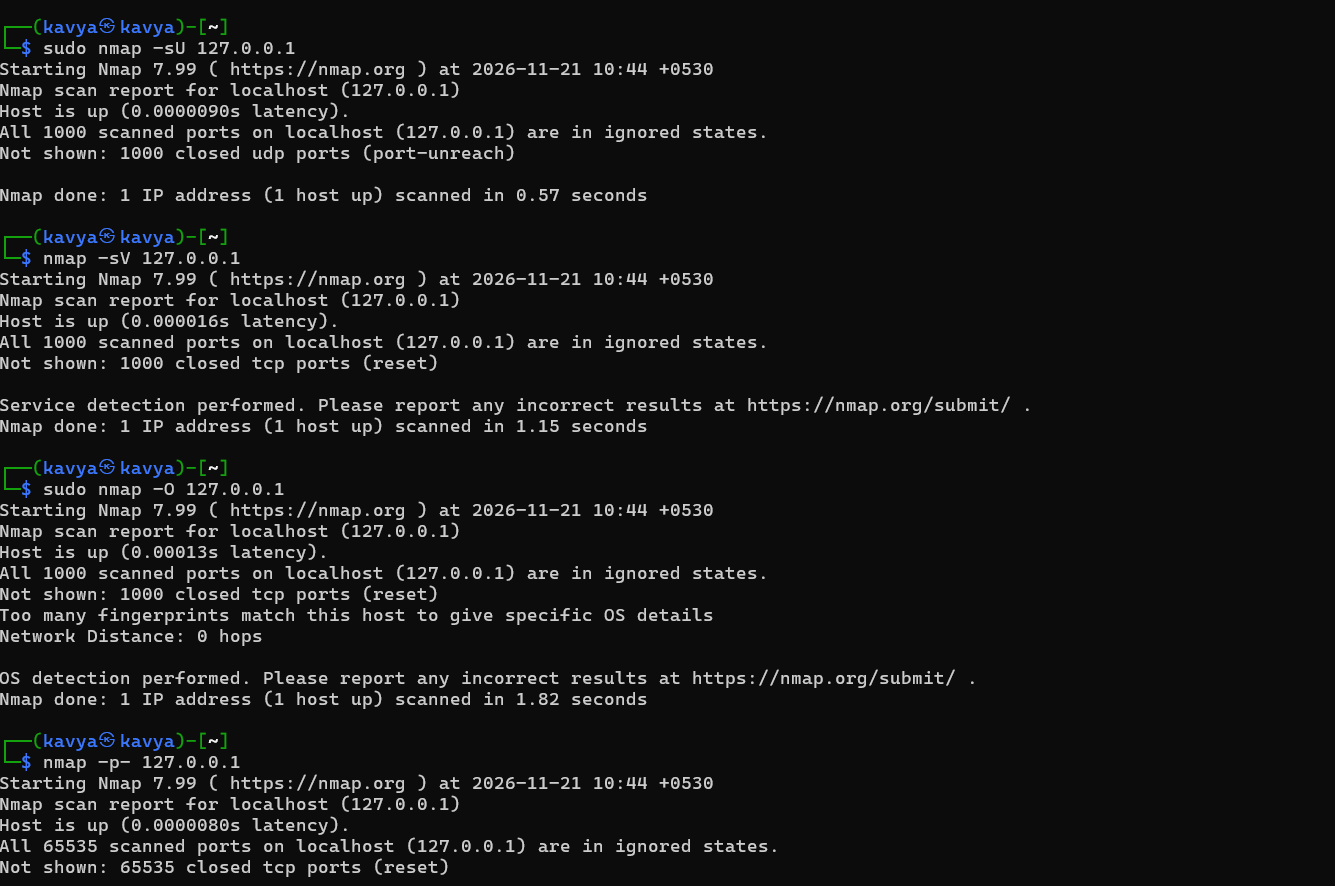 ┌──(kavya㉿kavya)-[~]
└─$ sudo nmap -sU 127.0.0.1
Starting Nmap 7.99 ( https://nmap.org ) at 2026-11-21 10:44 +0530
Nmap scan report for localhost (127.0.0.1)
Host is up (0.0000090s latency).
All 1000 scanned ports on localhost (127.0.0.1) are in ignored states.
Not shown: 1000 closed udp ports (port-unreach)

Nmap done: 1 IP address (1 host up) scanned in 0.57 seconds

┌──(kavya㉿kavya)-[~]
└─$ nmap -sV 127.0.0.1
Starting Nmap 7.99 ( https://nmap.org ) at 2026-11-21 10:44 +0530
Nmap scan report for localhost (127.0.0.1)
Host is up (0.000016s latency).
All 1000 scanned ports on localhost (127.0.0.1) are in ignored states.
Not shown: 1000 closed tcp ports (reset)

Service detection performed. Please report any incorrect results at https://nmap.org/submit/ .
Nmap done: 1 IP address (1 host up) scanned in 1.15 seconds

┌──(kavya㉿kavya)-[~]
└─$ sudo nmap -O 127.0.0.1
Starting Nmap 7.99 ( https://nmap.org ) at 2026-11-21 10:44 +0530
Nmap scan report for localhost (127.0.0.1)
Host is up (0.00013s latency).
All 1000 scanned ports on localhost (127.0.0.1) are in ignored states.
Not shown: 1000 closed tcp ports (reset)
Too many fingerprints match this host to give specific OS details
Network Distance: 0 hops

OS detection performed. Please report any incorrect results at https://nmap.org/submit/ .
Nmap done: 1 IP address (1 host up) scanned in 1.82 seconds

┌──(kavya㉿kavya)-[~]
└─$ nmap -p- 127.0.0.1
Starting Nmap 7.99 ( https://nmap.org ) at 2026-11-21 10:44 +0530
Nmap scan report for localhost (127.0.0.1)
Host is up (0.0000080s latency).
All 65535 scanned ports on localhost (127.0.0.1) are in ignored states.
Not shown: 65535 closed tcp ports (reset)